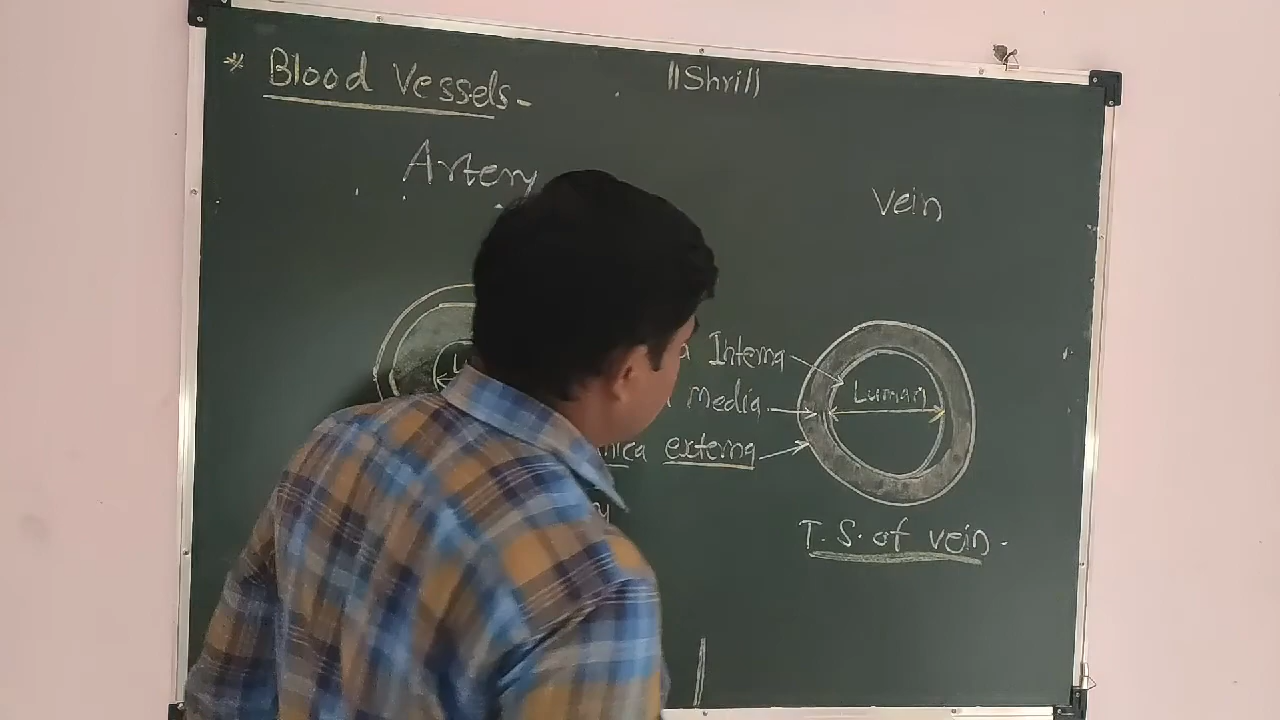 * Blood Vessels-
||Shri||
Artery
Vein
Interna
Luman
Media
externa
T. S. of vein.